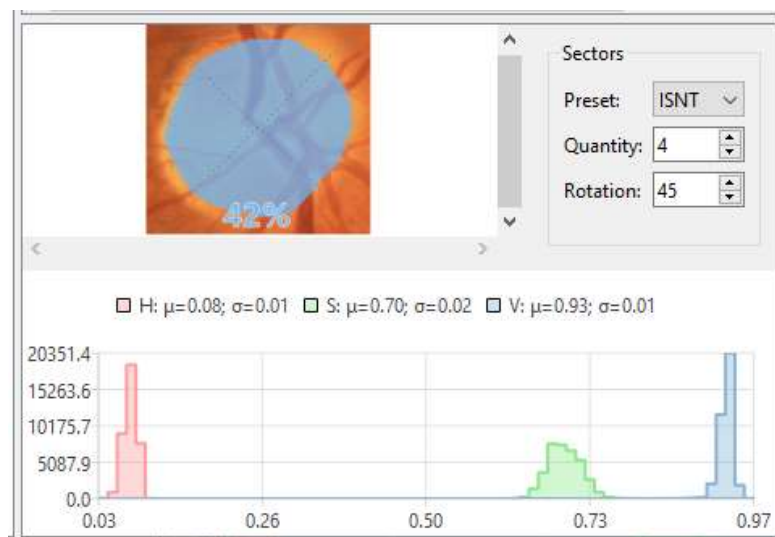 Sectors
Preset: ISNT
Quantity: 4
Rotation: 45
42%
H: μ=0.08; σ=0.01 S: μ=0.70; σ=0.02 V: μ=0.93; σ=0.01
20351.4
15263.6
10175.7
5087.9
0.0
0.03 0.26 0.50 0.73 0.97